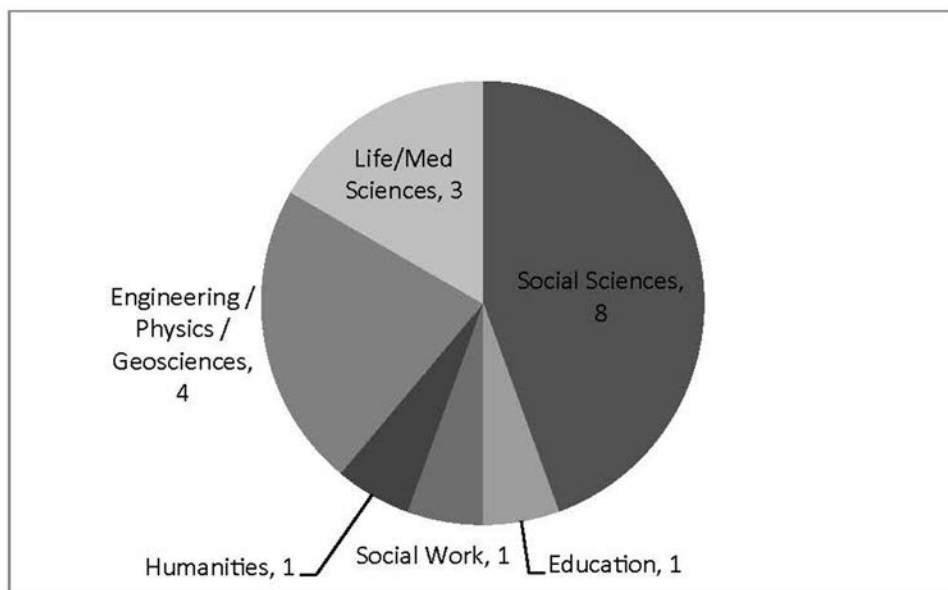 Life/Med
Sciences, 3
Social Sciences,
8
Engineering /
Physics /
Geosciences,
4
Humanities, 1
Social Work, 1
Education, 1